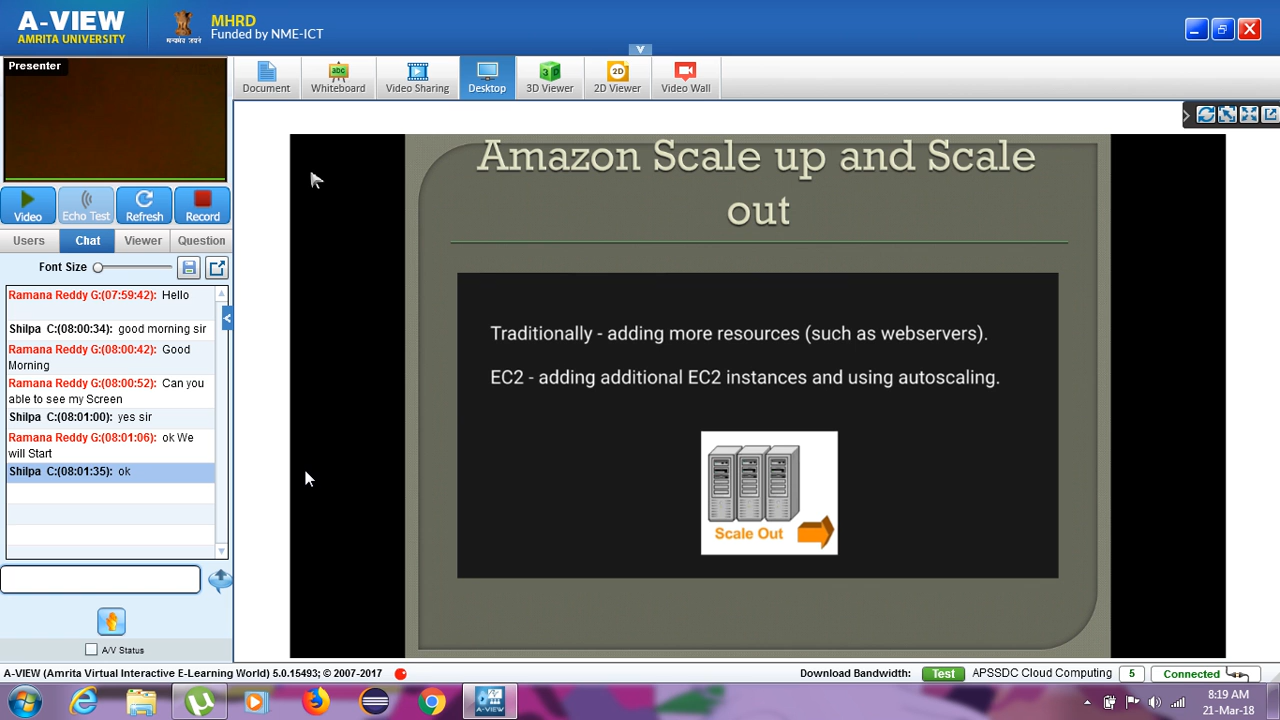 A-VIEW
AMRITA UNIVERSITY
सत्यमेव जयते
MHRD
Funded by NME-ICT
Presenter
Document
Whiteboard
Video Sharing
Desktop
3D Viewer
2D Viewer
Video Wall
Video
Echo Test
Refresh
Record
Users
Chat
Viewer
Question
Font Size
Ramana Reddy G:(07:59:42): Hello
Shilpa C:(08:00:34): good morning sir
Ramana Reddy G:(08:00:42): Good
Morning
Ramana Reddy G:(08:00:52): Can you
able to see my Screen
Shilpa C:(08:01:00): yes sir
Ramana Reddy G:(08:01:06): ok We
will Start
Shilpa C:(08:01:35): ok
A/V Status
Amazon Scale up and Scale
out
Traditionally - adding more resources (such as webservers).
EC2 - adding additional EC2 instances and using autoscaling.
Scale Out
A-VIEW (Amrita Virtual Interactive E-Learning World) 5.0.15493; © 2007-2017
Download Bandwidth:
Test
APSSDC Cloud Computing
5
Connected
A-VIEW
8:19 AM
21-Mar-18